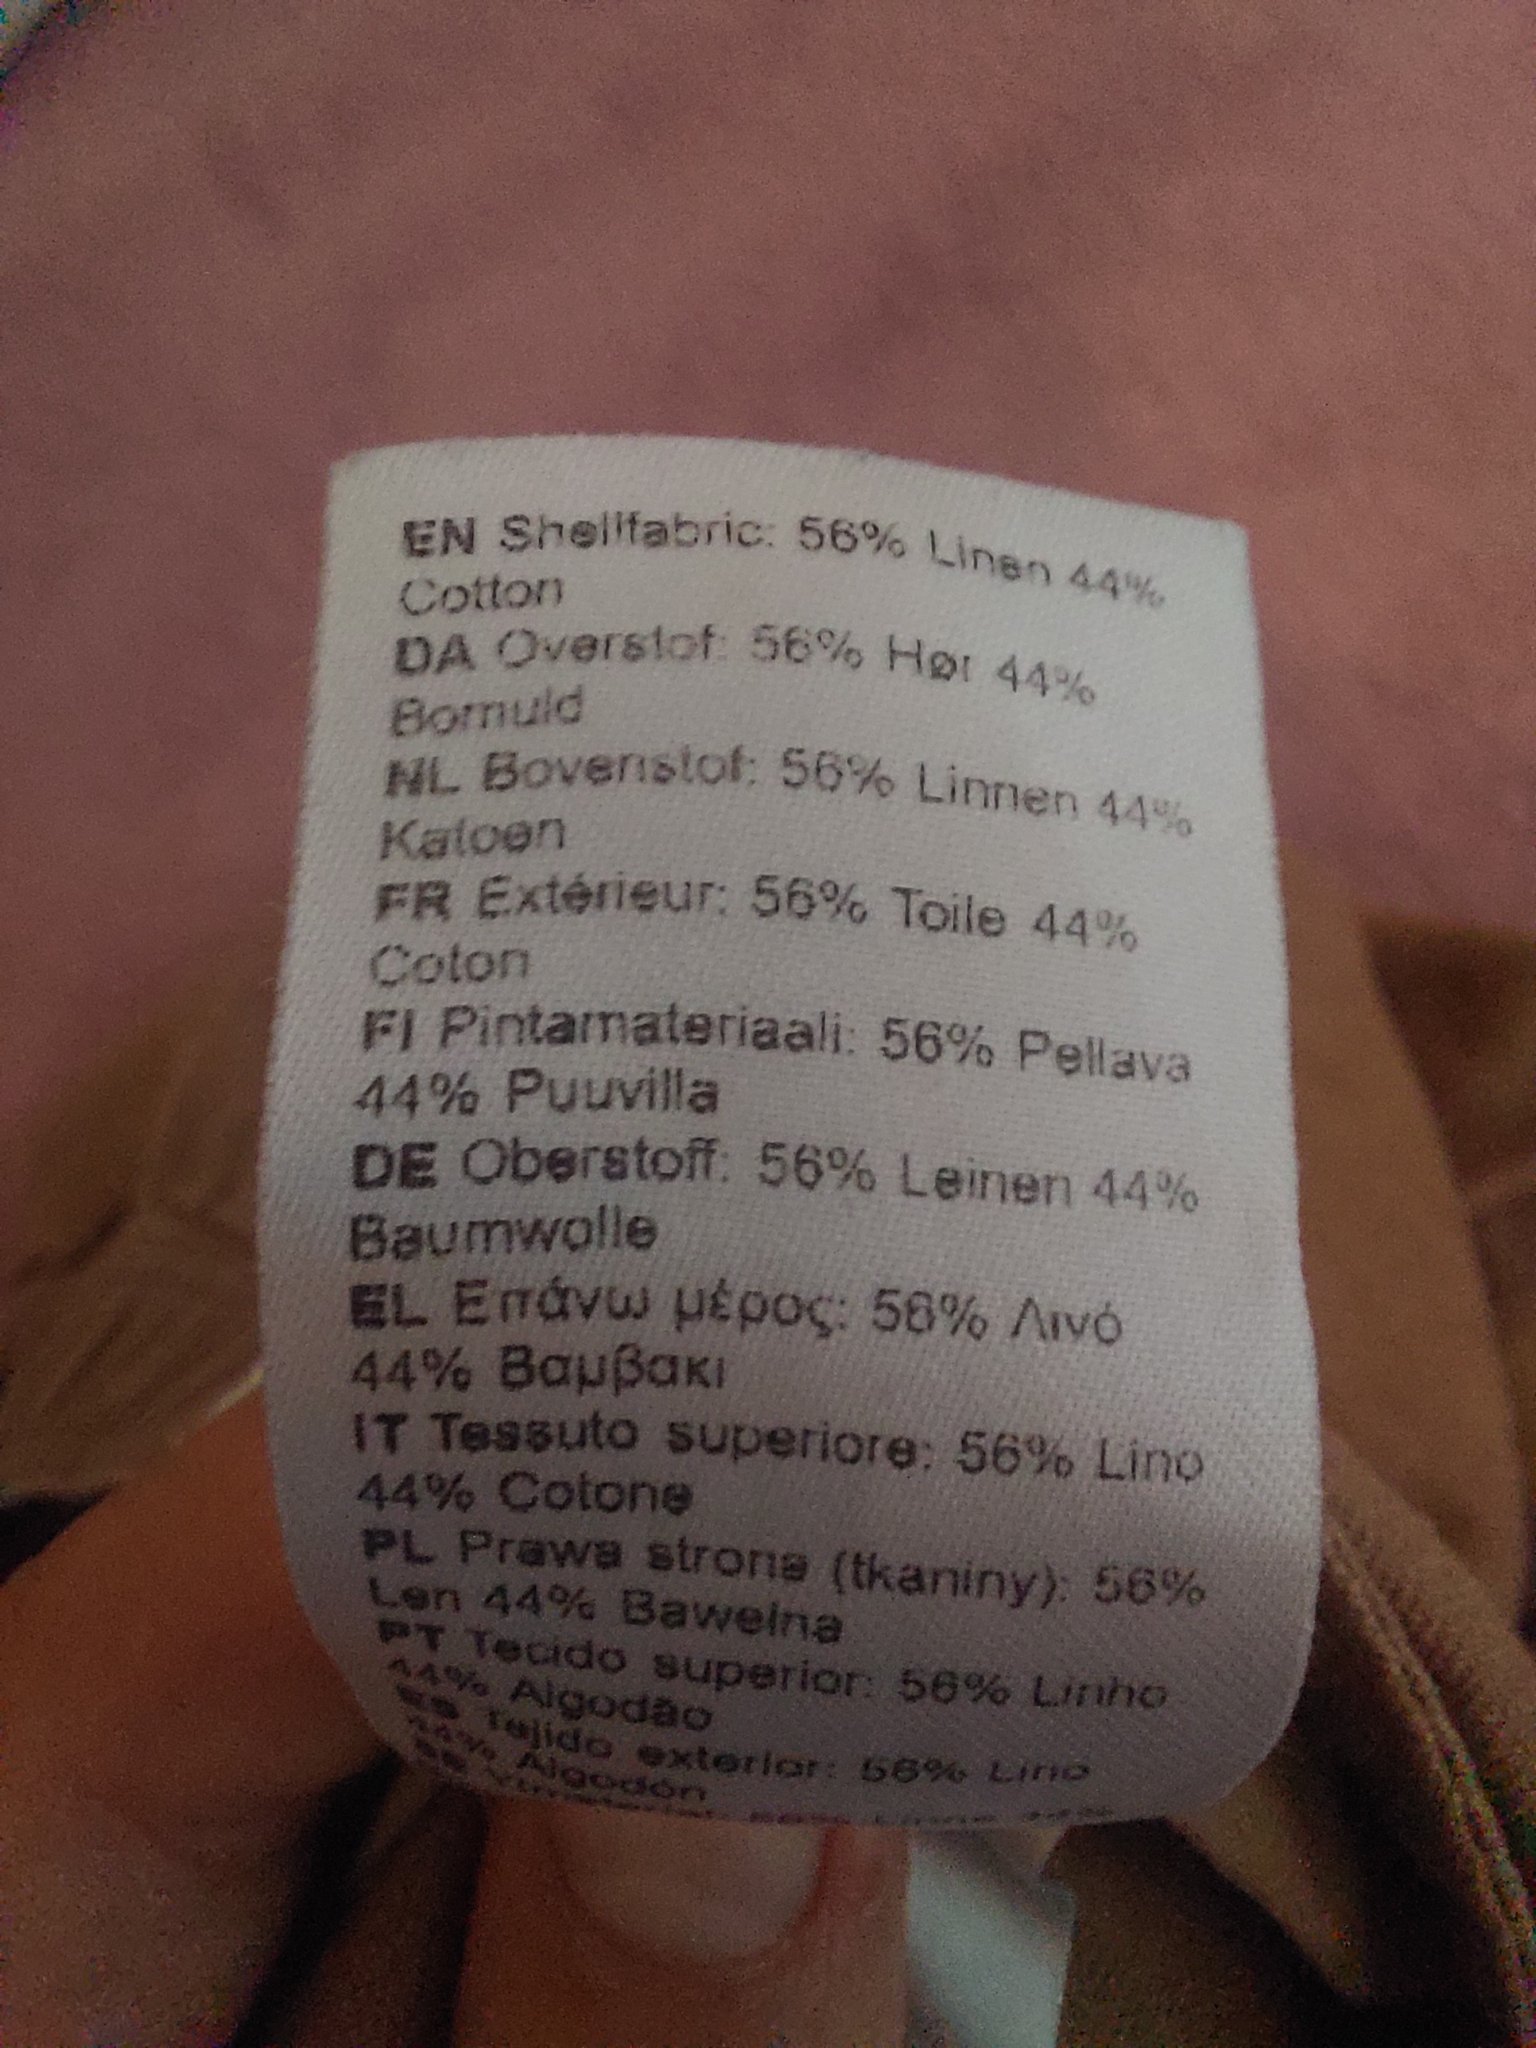 EN Shellfabric: 56% Linen 44%
Cotton
DA Overstof: 56% Hør 44%
Bomuld
NL Bovenstof: 56% Linnen 44%
Katoen
FR Extérieur: 56% Toile 44%
Coton
FI Pintamateriaali: 56% Pellava
44% Puuvilla
DE Oberstoff: 56% Leinen 44%
Baumwolle
EL Επάνω μέρος: 56% Λινό
44% Βαμβακι
IT Tessuto superiore: 56% Lino
44% Cotone
PL Prawa strona (tkaniny): 56%
Len 44% Bawelna
PT Tecido superior: 56% Linho
44% Algodão
ES Tejido exterior: 56% Lino
44% Algodón